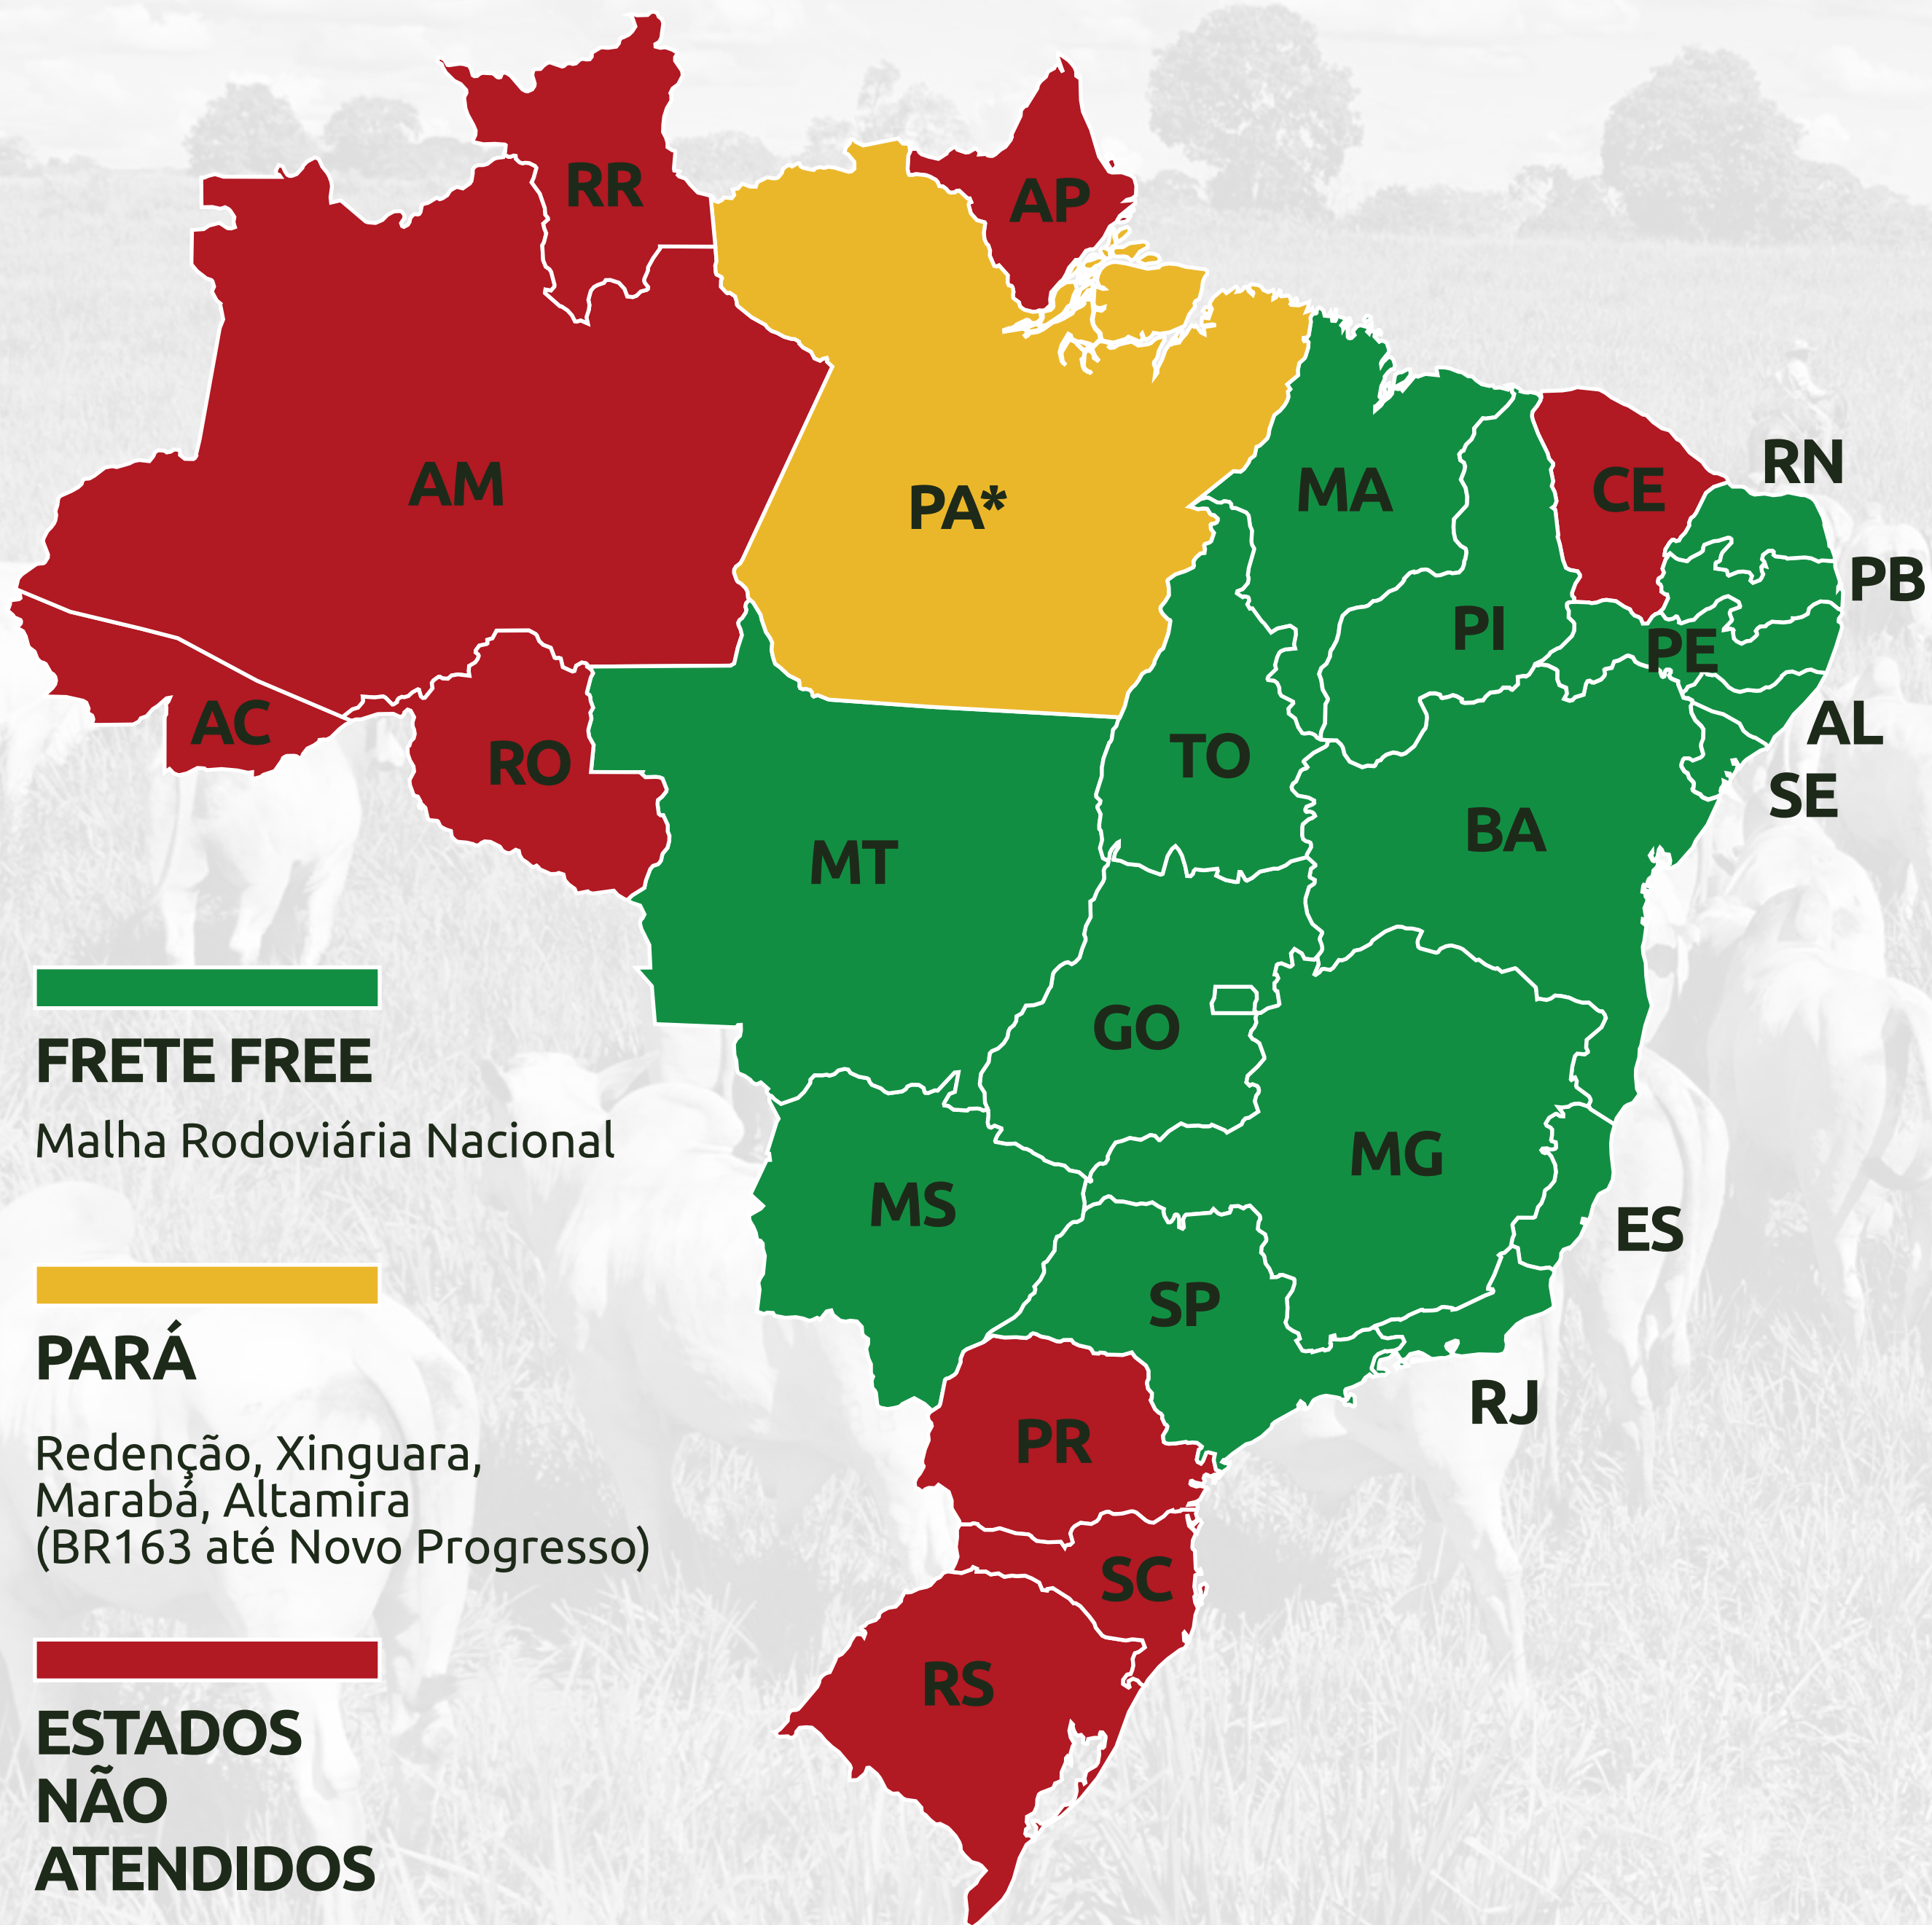 RR
AP
AM
PA*
MA
CE
RN
PB
PI
PE
AC
RO
TO
AL
SE
BA
MT
GO
MG
MS
ES
SP
RJ
PR
SC
RS
FRETE FREE
Malha Rodoviária Nacional
PARÁ
Redenção, Xinguara,
Marabá, Altamira
(BR163 até Novo Progresso)
ESTADOS
NÃO
ATENDIDOS